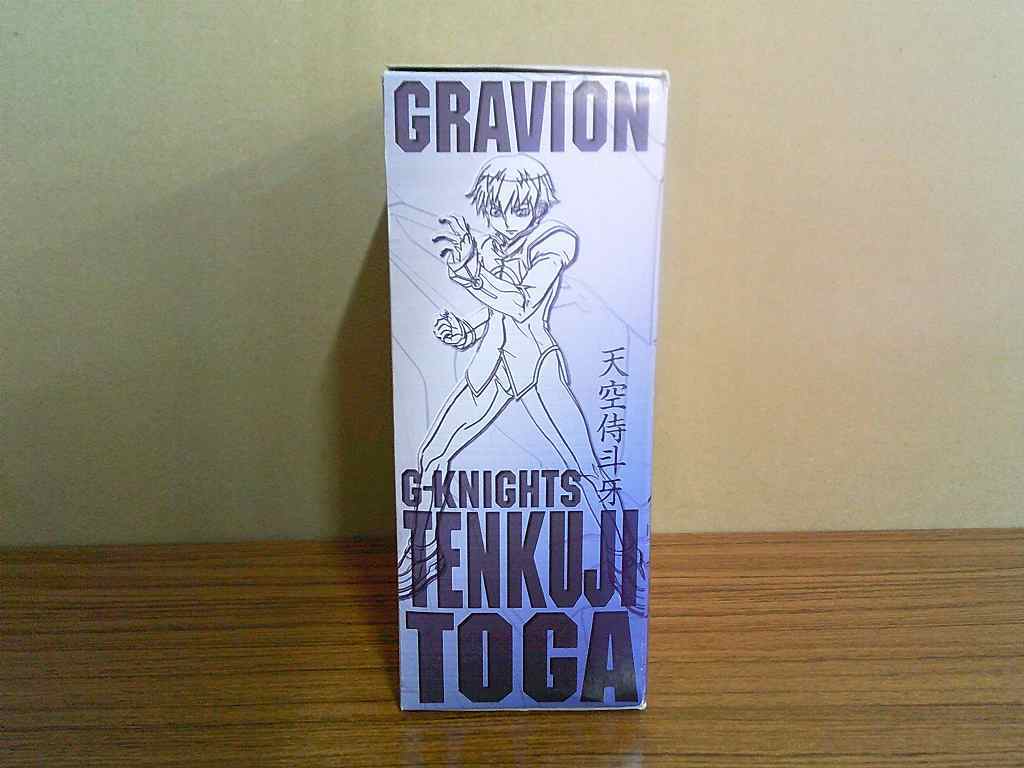 GRAVION
天空侍斗牙
G-KNIGHTS
TENKUJI
TOGA